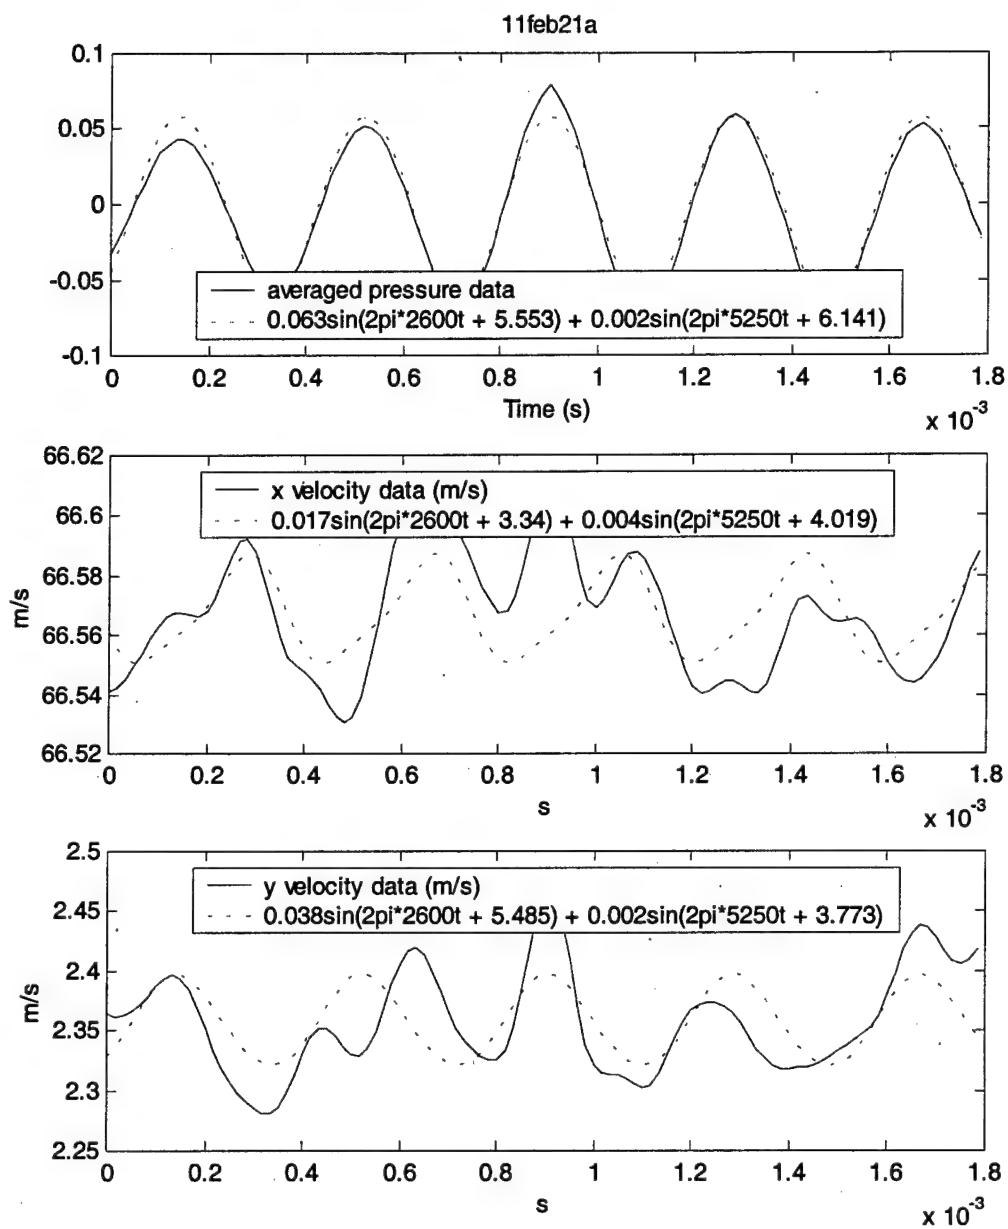 11feb21a
0.1
0.05
0
-0.05
-0.1
averaged pressure data
0.063sin(2pi*2600t + 5.553) + 0.002sin(2pi*5250t + 6.141)
0 0.2 0.4 0.6 0.8 1 1.2 1.4 1.6 1.8
Time (s)
x 10-3
66.62
66.6
66.58
66.56
66.54
66.52
m/s
x velocity data (m/s)
0.017sin(2pi*2600t + 3.34) + 0.004sin(2pi*5250t + 4.019)
0 0.2 0.4 0.6 0.8 1 1.2 1.4 1.6 1.8
s
x 10-3
2.5
2.45
2.4
2.35
2.3
2.25
m/s
y velocity data (m/s)
0.038sin(2pi*2600t + 5.485) + 0.002sin(2pi*5250t + 3.773)
0 0.2 0.4 0.6 0.8 1 1.2 1.4 1.6 1.8
s
x 10-3